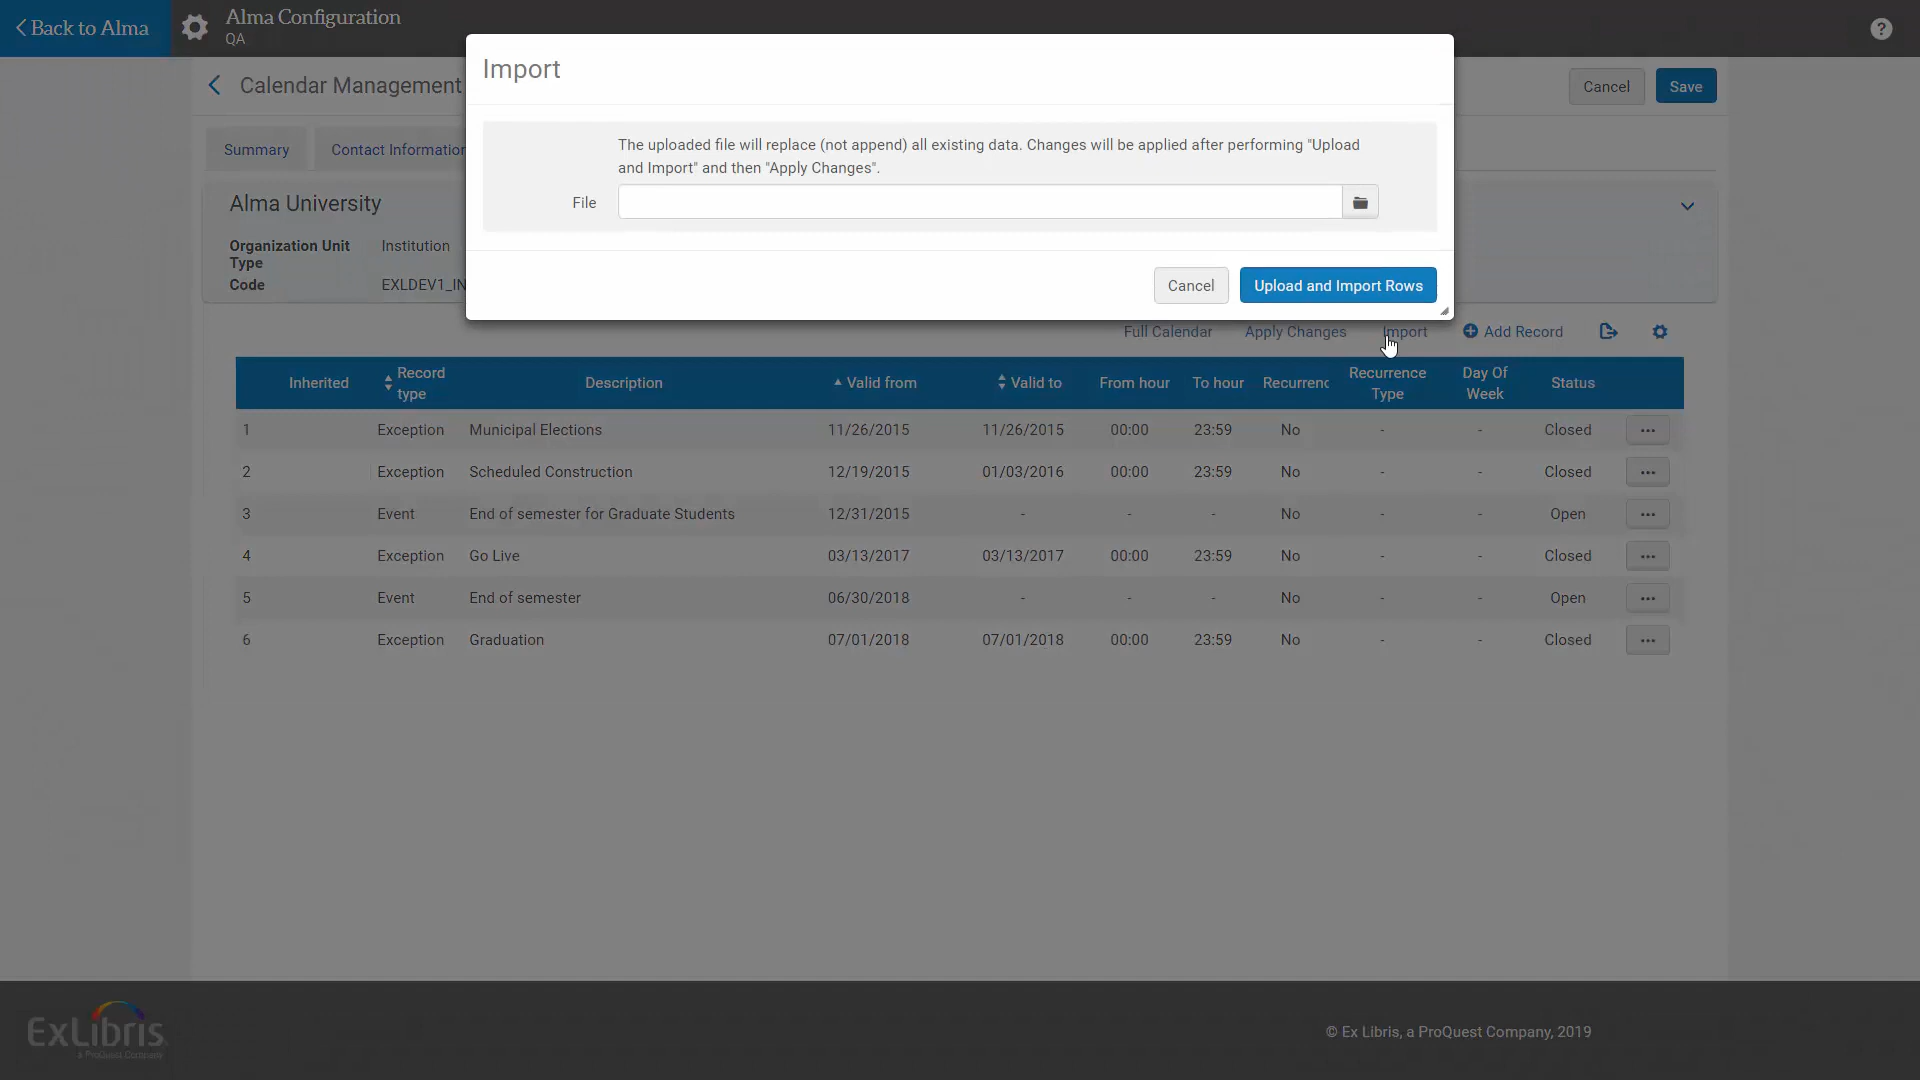 Back to Alma
Alma Configuration
QA
?
Import
Calendar Management
Cancel
Save
The uploaded file will replace (not append) all existing data. Changes will be applied after performing "Upload
and Import" and then "Apply Changes".
Summary
Contact Information
File
Alma University
Organization Unit
Type
Institution
Code
EXLDEV1_IN
Cancel
Upload and Import Rows
Full Calendar
Apply Changes
Import
Add Record
Inherited
Record
type
Description
Valid from
Valid to
From hour
To hour
Recurrenc
Recurrence
Type
Day Of
Week
Status
1 Exception Municipal Elections 11/26/2015 11/26/2015 00:00 23:59 No - - Closed ...
2 Exception Scheduled Construction 12/19/2015 01/03/2016 00:00 23:59 No - - Closed ...
3 Event End of semester for Graduate Students 12/31/2015 - - - No - - Open ...
4 Exception Go Live 03/13/2017 03/13/2017 00:00 23:59 No - - Closed ...
5 Event End of semester 06/30/2018 - - - No - - Open ...
6 Exception Graduation 07/01/2018 07/01/2018 00:00 23:59 No - - Closed ...
ExLibris
a ProQuest Company
© Ex Libris, a ProQuest Company, 2019